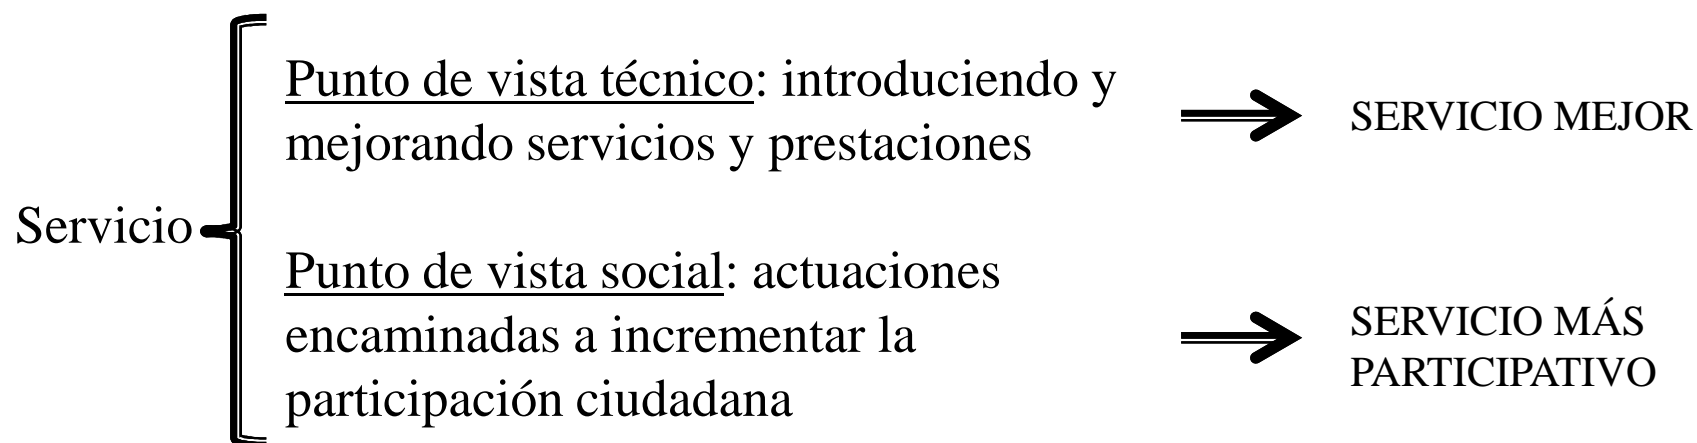 Servicio
Punto de vista técnico: introduciendo y
mejorando servicios y prestaciones
SERVICIO MEJOR
Punto de vista social: actuaciones
encaminadas a incrementar la
participación ciudadana
SERVICIO MÁS
PARTICIPATIVO